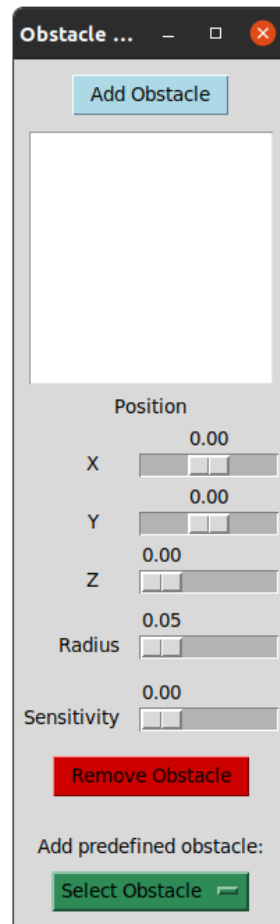 Obstacle ...
Add Obstacle
Position
0.00
X
0.00
Y
0.00
Z
0.05
Radius
0.00
Sensitivity
Remove Obstacle
Add predefined obstacle:
Select Obstacle